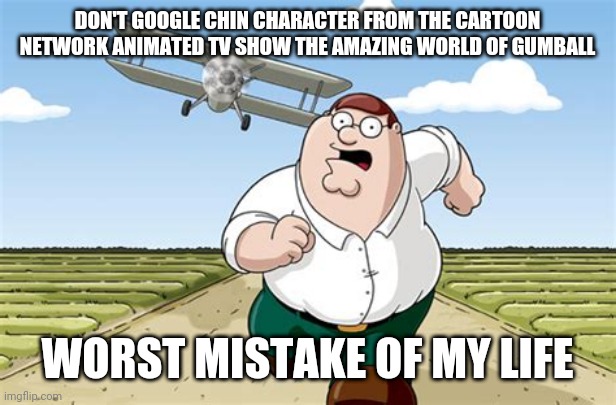 DON'T GOOGLE CHIN CHARACTER FROM THE CARTOON
NETWORK ANIMATED TV SHOW THE AMAZING WORLD OF GUMBALL
WORST MISTAKE OF MY LIFE
imgflip.com